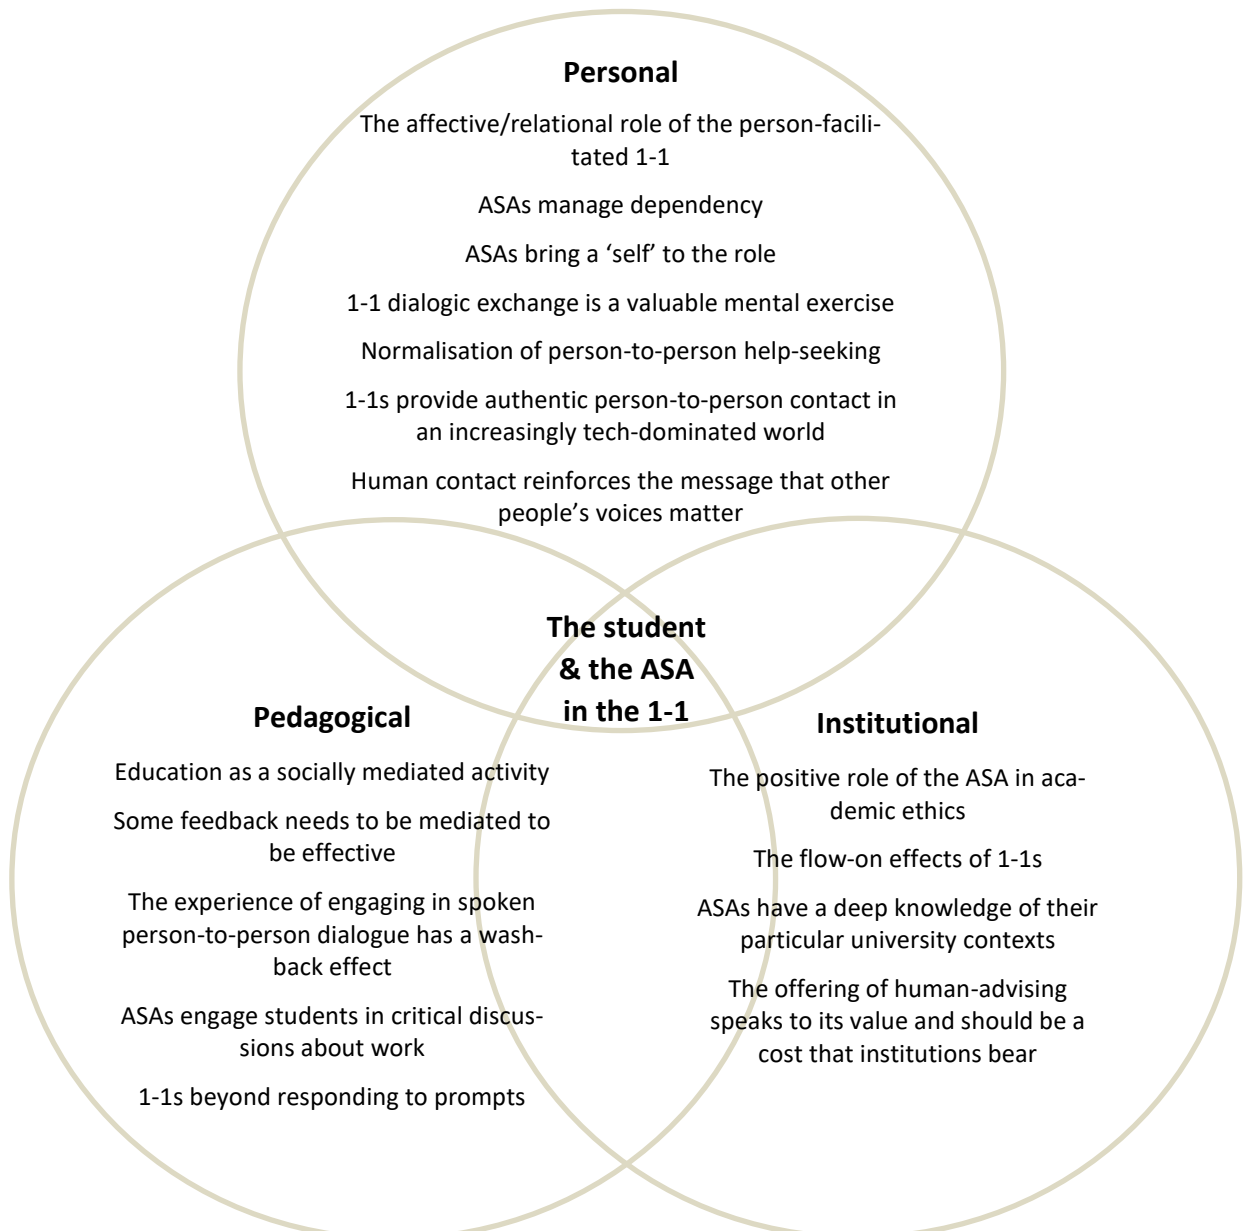 Personal
The affective/relational role of the person-facili-
tated 1-1
ASAs manage dependency
ASAs bring a ‘self’ to the role
1-1 dialogic exchange is a valuable mental exercise
Normalisation of person-to-person help-seeking
1-1s provide authentic person-to-person contact in
an increasingly tech-dominated world
Human contact reinforces the message that other
people’s voices matter
The student
& the ASA
in the 1-1
Pedagogical
Education as a socially mediated activity
Some feedback needs to be mediated to
be effective
The experience of engaging in spoken
person-to-person dialogue has a wash-
back effect
ASAs engage students in critical discus-
sions about work
1-1s beyond responding to prompts
Institutional
The positive role of the ASA in aca-
demic ethics
The flow-on effects of 1-1s
ASAs have a deep knowledge of their
particular university contexts
The offering of human-advising
speaks to its value and should be a
cost that institutions bear